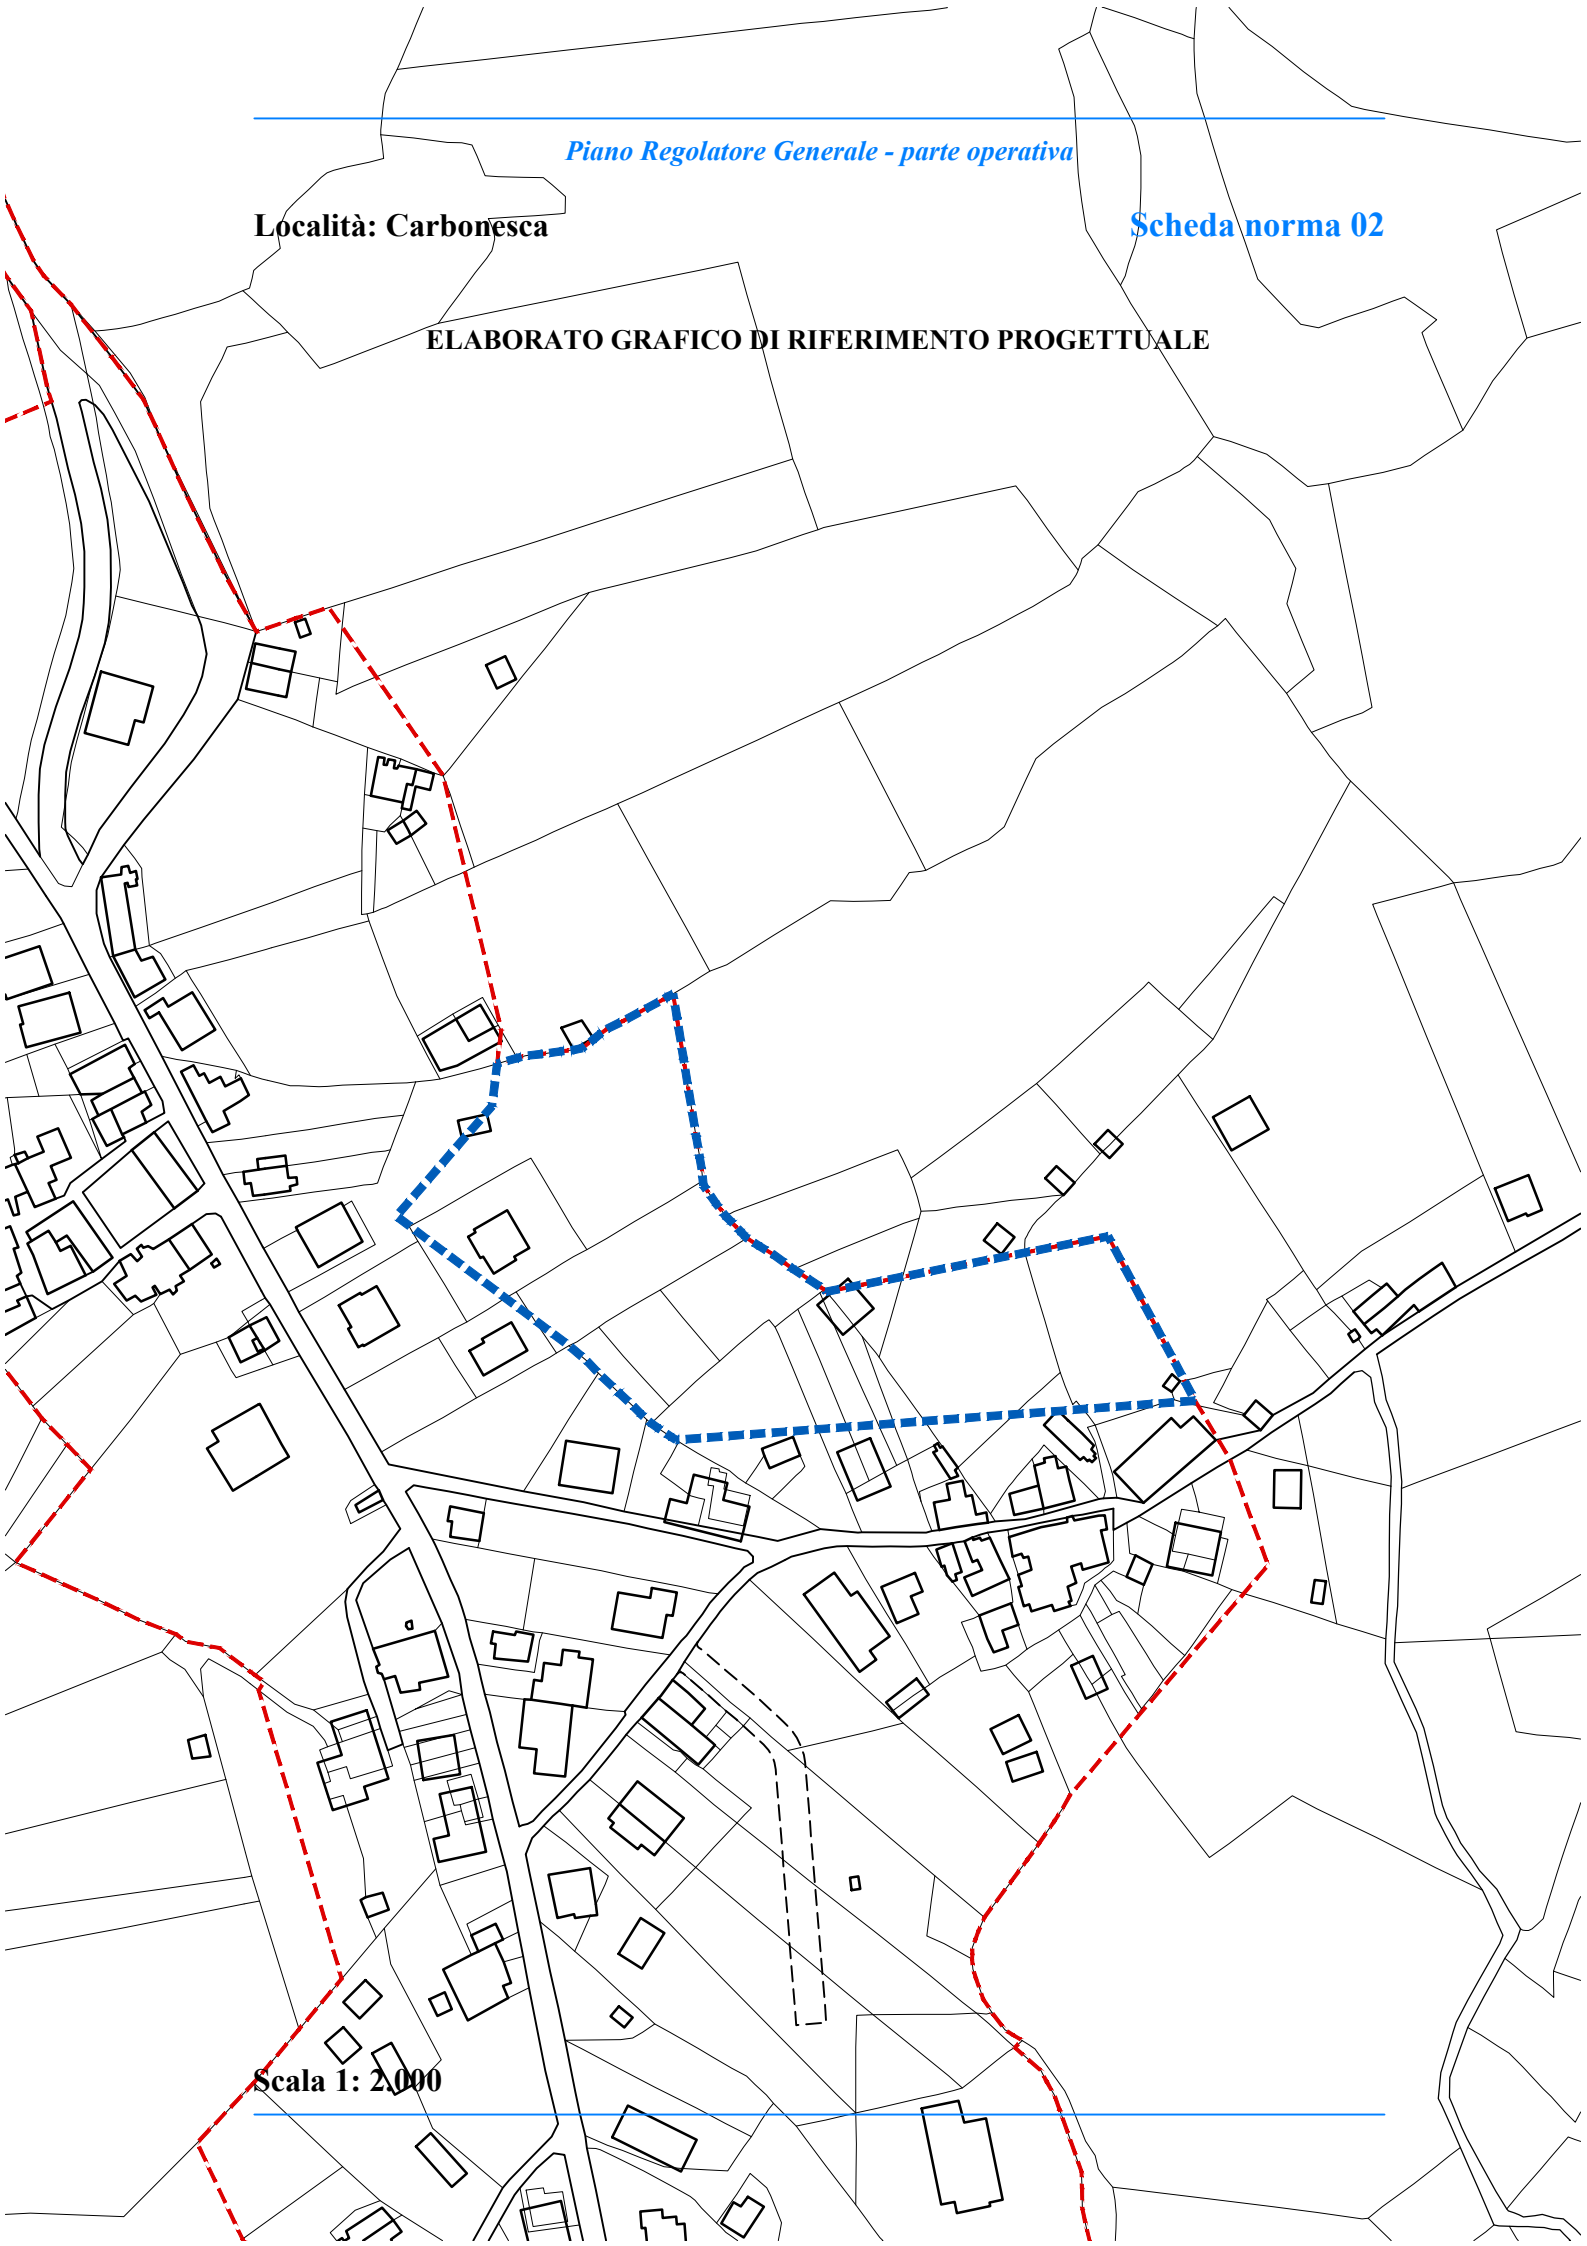 Piano Regolatore Generale - parte operativa
Località: Carbonesca
Scheda norma 02
ELABORATO GRAFICO DI RIFERIMENTO PROGETTUALE
Scala 1: 2.000